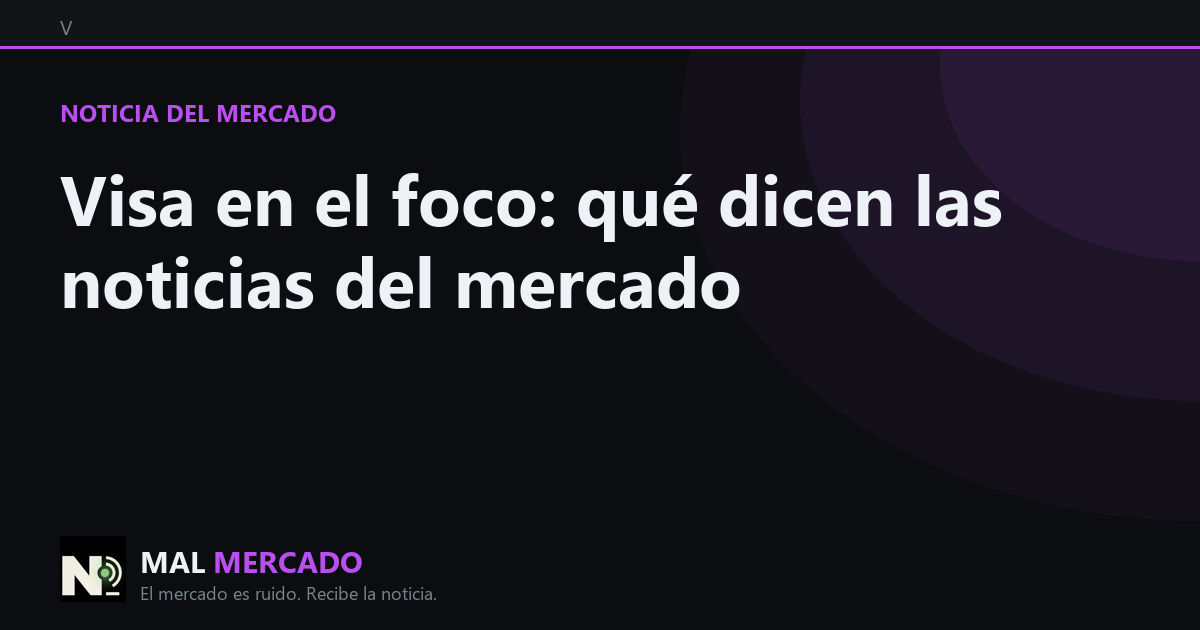 V
NOTICIA DEL MERCADO
Visa en el foco: qué dicen las
noticias del mercado
N
MAL MERCADO
El mercado es ruido. Recibe la noticia.